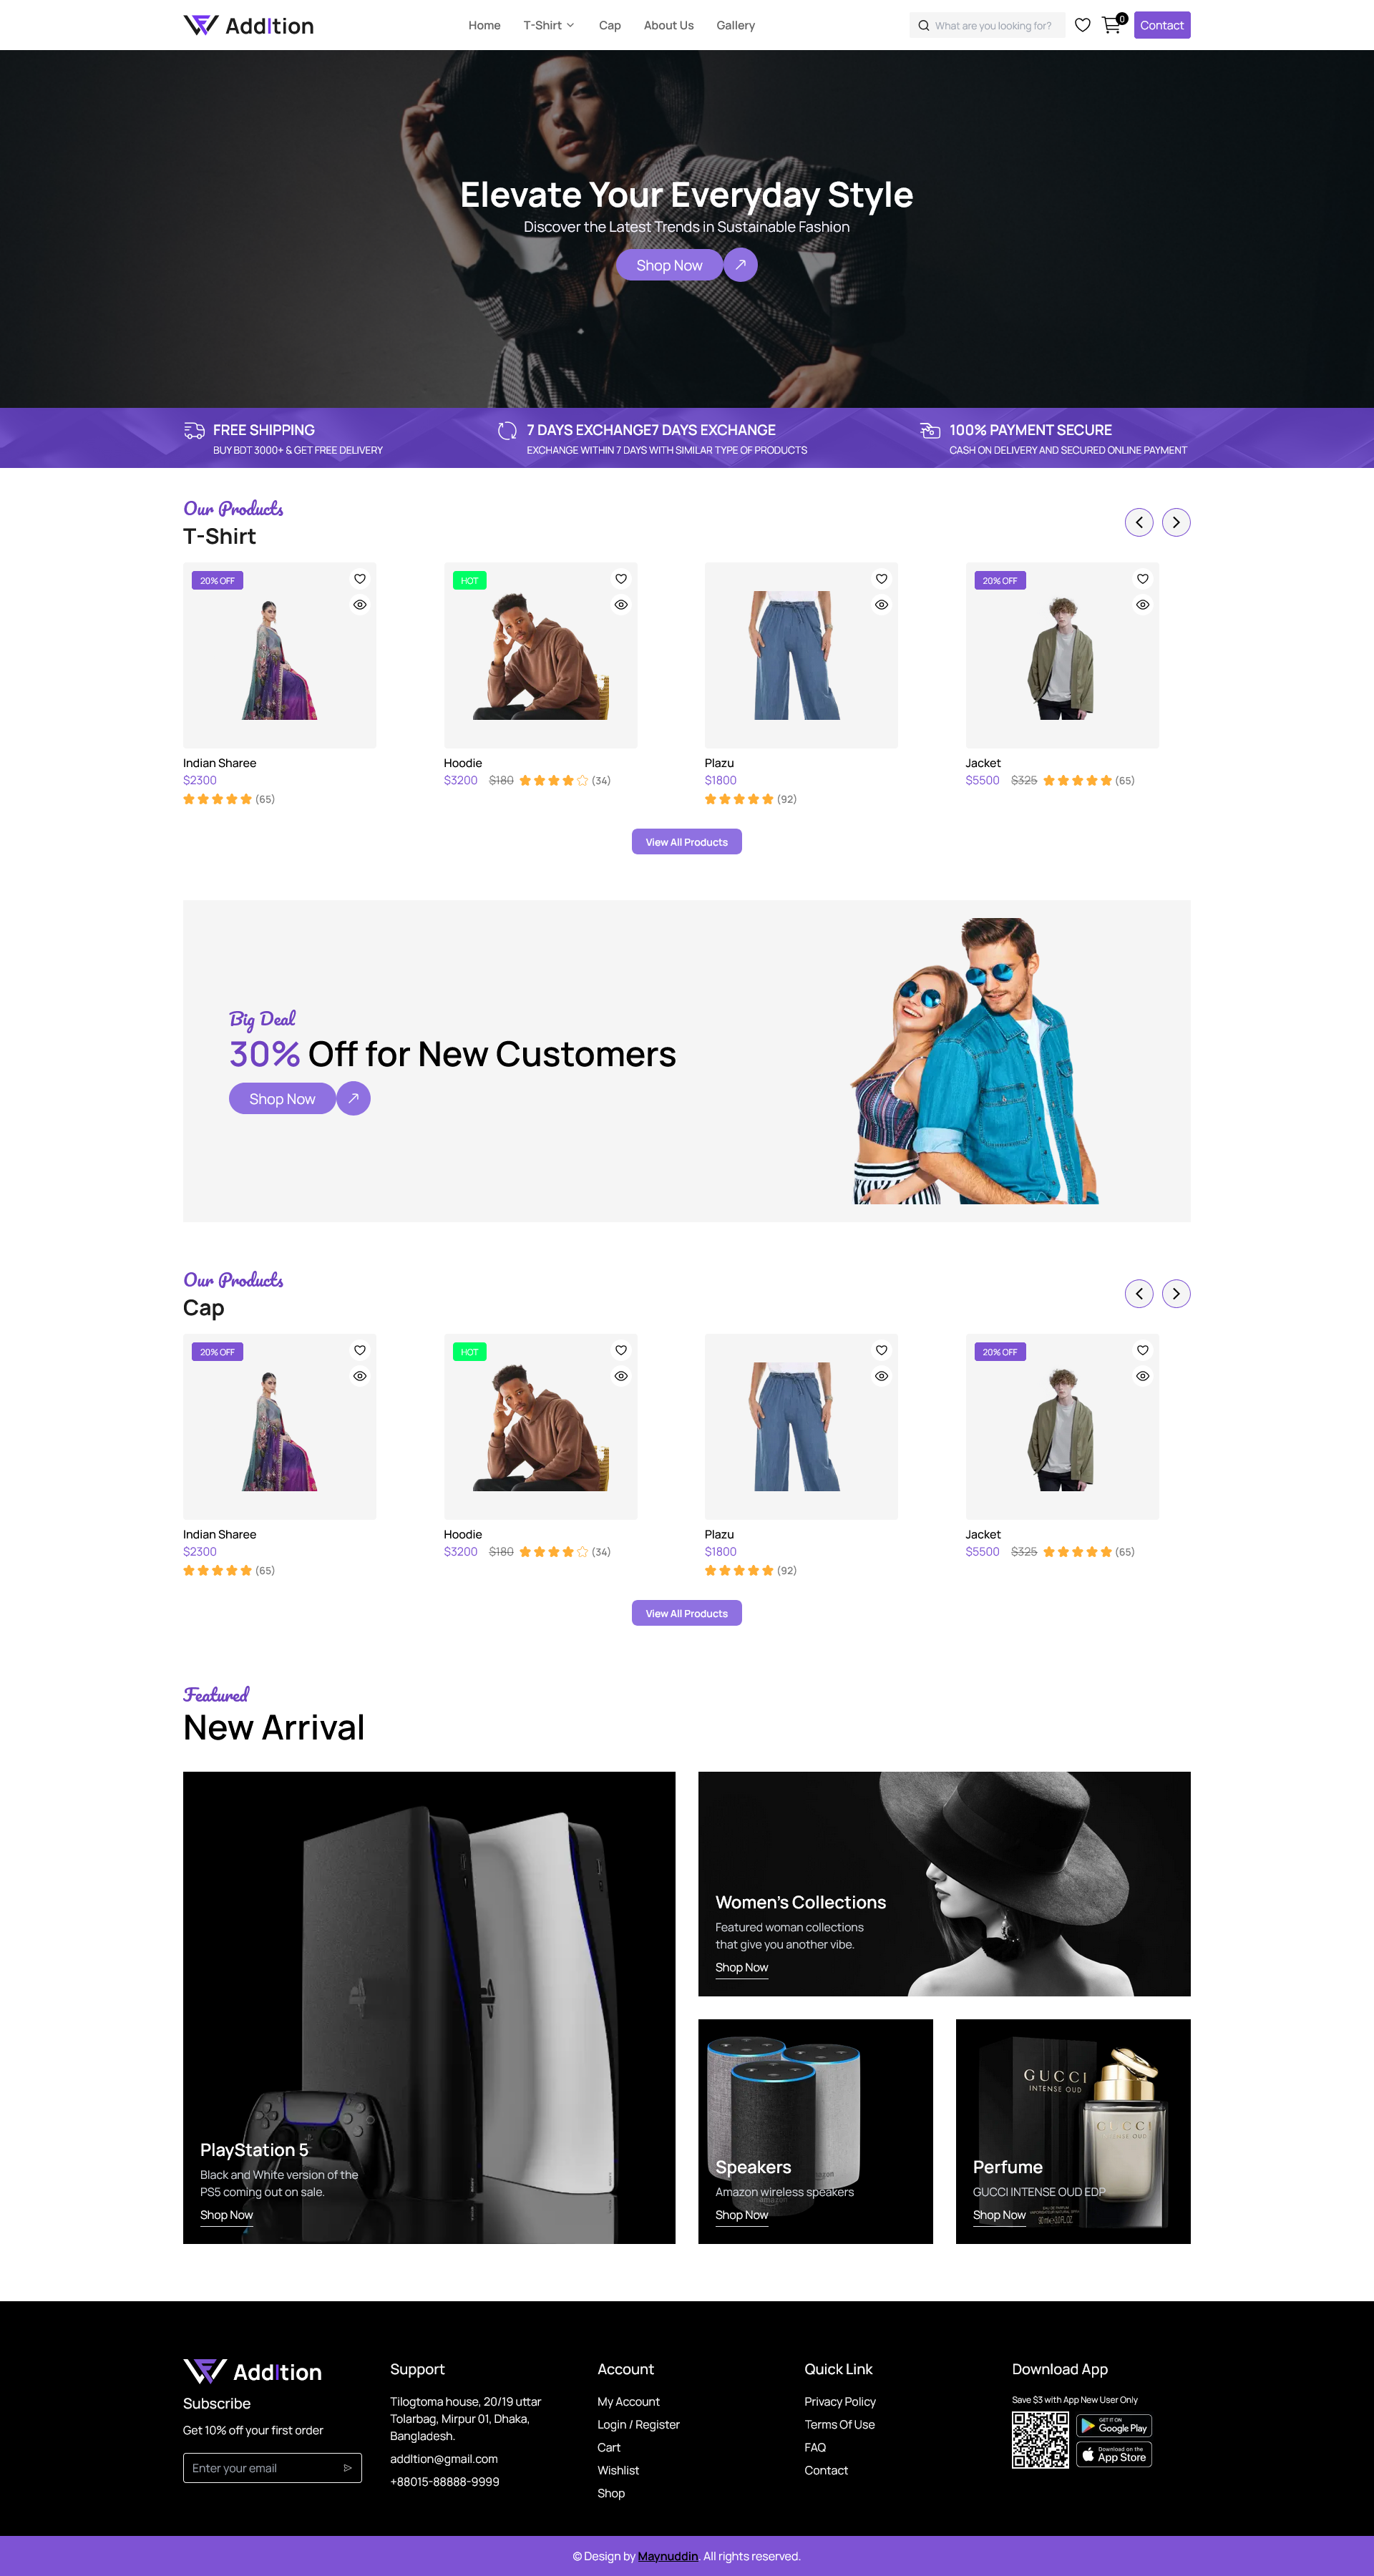 AddItion
Home
T-Shirt
Cap
About Us
Gallery
What are you looking for?
0
Contact
Elevate Your Everyday Style
Discover the Latest Trends in Sustainable Fashion
Shop Now
FREE SHIPPING
BUY BDT 3000+ & GET FREE DELIVERY
7 DAYS EXCHANGE7 DAYS EXCHANGE
EXCHANGE WITHIN 7 DAYS WITH SIMILAR TYPE OF PRODUCTS
100% PAYMENT SECURE
CASH ON DELIVERY AND SECURED ONLINE PAYMENT
Our Products
T-Shirt
20% OFF
Indian Sharee
$2300
(65)
HOT
Hoodie
$3200 $180 (34)
Plazu
$1800
(92)
20% OFF
Jacket
$5500 $325 (65)
View All Products
Big Deal
30% Off for New Customers
Shop Now
Our Products
Cap
20% OFF
Indian Sharee
$2300
(65)
HOT
Hoodie
$3200 $180 (34)
Plazu
$1800
(92)
20% OFF
Jacket
$5500 $325 (65)
View All Products
Featured
New Arrival
PlayStation 5
Black and White version of the
PS5 coming out on sale.
Shop Now
Women's Collections
Featured woman collections
that give you another vibe.
Shop Now
Speakers
amazon
Amazon wireless speakers
amazon
Shop Now
GUCCI
INTENSE OUD
GUCCI
INTENSE OUD
Perfume
GUCCI INTENSE OUD EDP
Shop Now
AddItion
Subscribe
Get 10% off your first order
Enter your email
Support
Tilogtoma house, 20/19 uttar
Tolarbag, Mirpur 01, Dhaka,
Bangladesh.
addltion@gmail.com
+88015-88888-9999
Account
My Account
Login / Register
Cart
Wishlist
Shop
Quick Link
Privacy Policy
Terms Of Use
FAQ
Contact
Download App
Save $3 with App New User Only
GET IT ON
Google Play
Download on the
App Store
© Design by Maynuddin. All rights reserved.